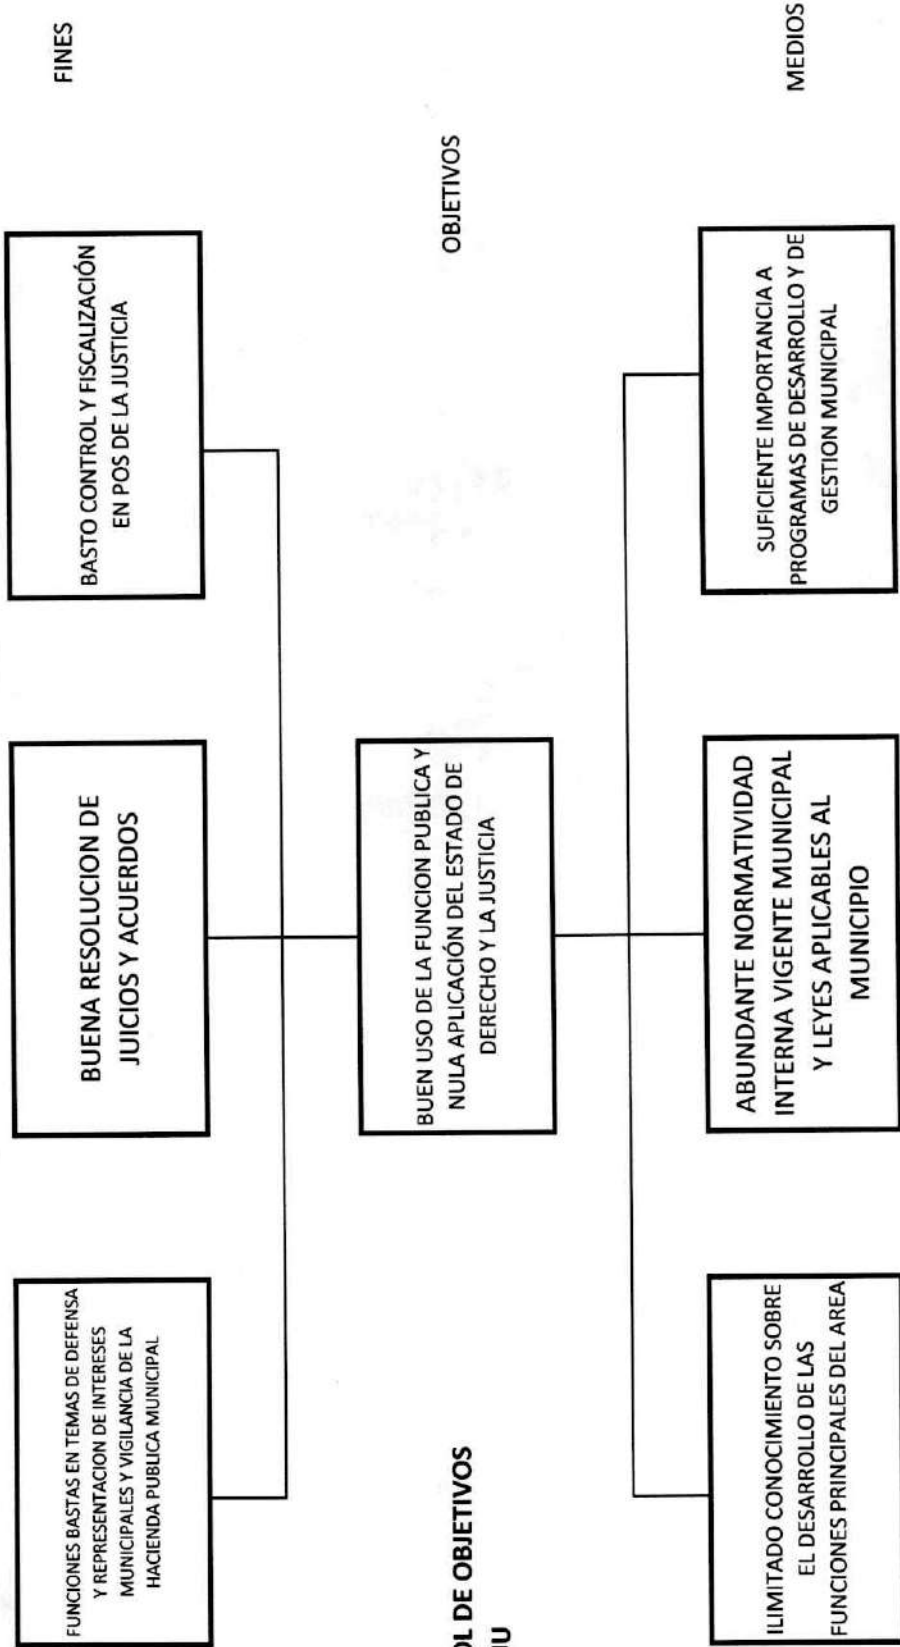 FUNCIONES BASTAS EN TEMAS DE DEFENSA
Y REPRESENTACION DE INTERESES
MUNICIPALES Y VIGILANCIA DE LA
HACIENDA PUBLICA MUNICIPAL
BUENA RESOLUCION DE
JUICIOS Y ACUERDOS
BASTO CONTROL Y FISCALIZACIÓN
EN POS DE LA JUSTICIA
FINES
OL DE OBJETIVOS
BUEN USO DE LA FUNCION PUBLICA Y
NULA APLICACIÓN DEL ESTADO DE
DERECHO Y LA JUSTICIA
OBJETIVOS
ILIMITADO CONOCIMIENTO SOBRE
EL DESARROLLO DE LAS
FUNCIONES PRINCIPALES DEL AREA
ABUNDANTE NORMATIVIDAD
INTERNA VIGENTE MUNICIPAL
Y LEYES APLICABLES AL
MUNICIPIO
SUFICIENTE IMPORTANCIA A
PROGRAMAS DE DESARROLLO Y DE
GESTION MUNICIPAL
MEDIOS